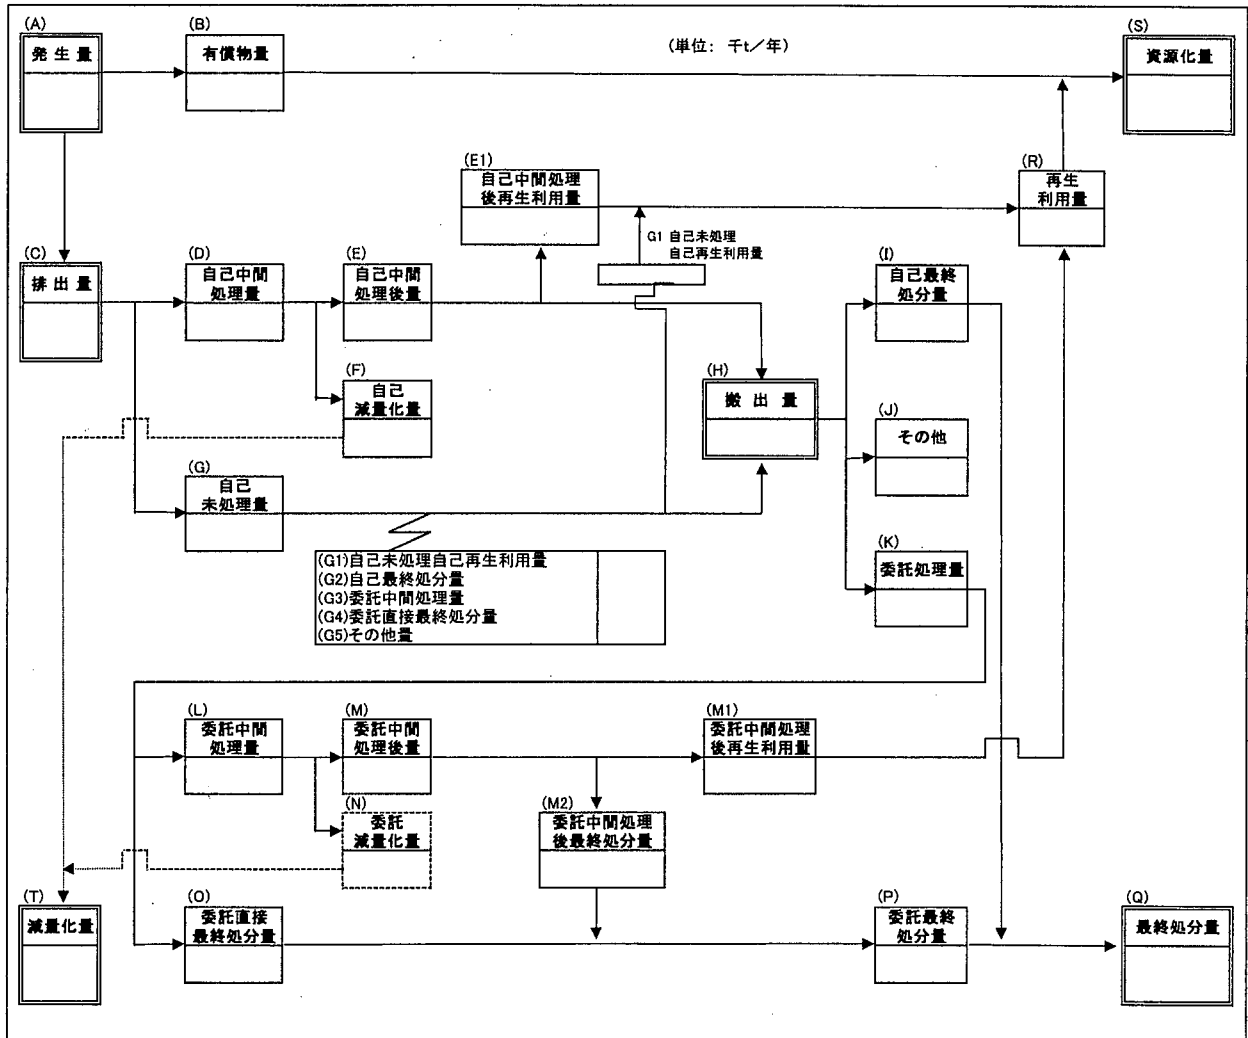 (A)
発生量
(B)
有償物量
(単位： 千t／年)
(S)
資源化量
(E1)
自己中間処理
後再生利用量
(R)
再生
利用量
G1 自己未処理
自己再生利用量
(C)
排出量
(D)
自己中間
処理量
(E)
自己中間
処理後量
(I)
自己最終
処分量
(F)
自己
減量化量
(H)
搬出量
(J)
その他
(G)
自己
未処理量
(K)
委託処理量
(G1)自己未処理自己再生利用量
(G2)自己最終処分量
(G3)委託中間処理量
(G4)委託直接最終処分量
(G5)その他量
(L)
委託中間
処理量
(M)
委託中間
処理後量
(M1)
委託中間処理
後再生利用量
(N)
委託
減量化量
(M2)
委託中間処理
後最終処分量
(T)
減量化量
(O)
委託直接
最終処分量
(P)
委託最終
処分量
(Q)
最終処分量